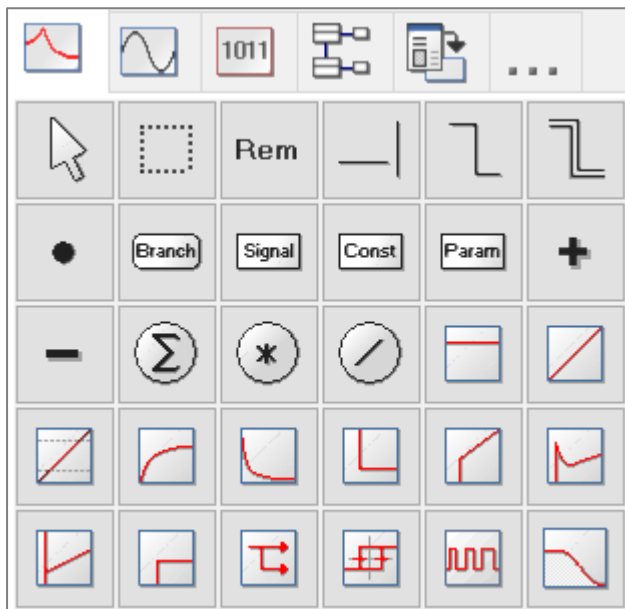 1011
...
Rem
Branch Signal Const Param +
- Σ * /